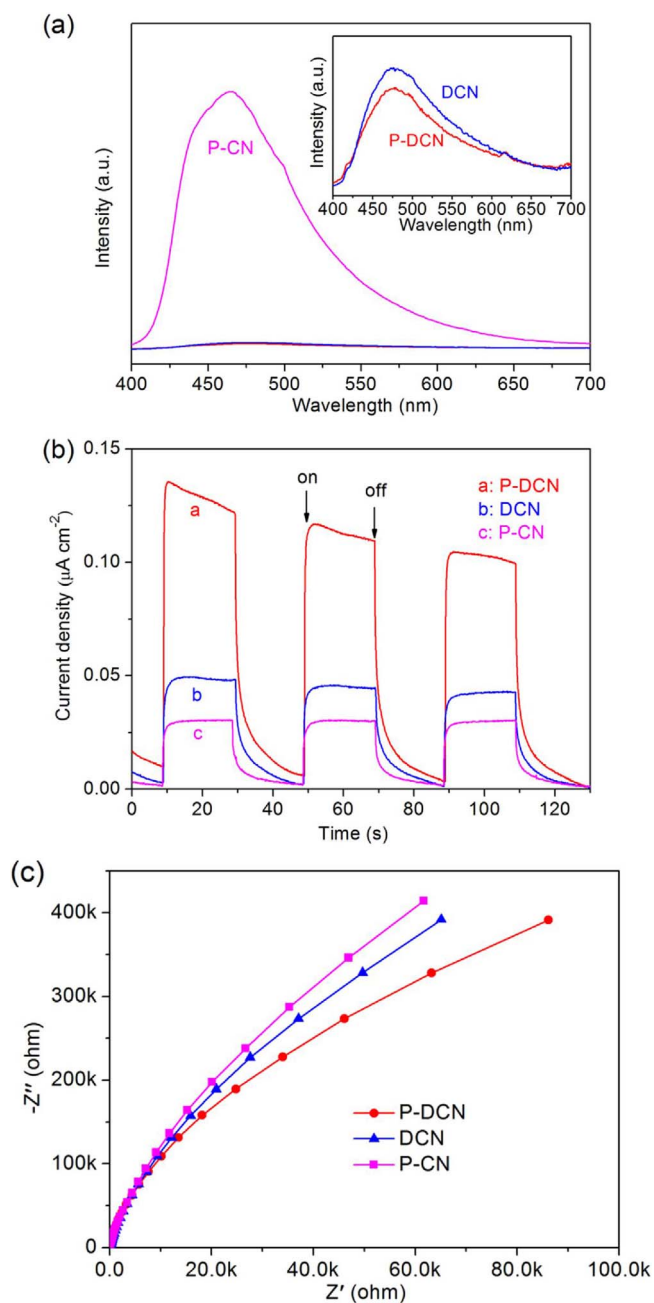 (a)
Intensity (a.u.)
P-CN
Intensity (a.u.)
DCN
P-DCN
400 450 500 550 600 650 700
Wavelength (nm)
400 450 500 550 600 650 700
Wavelength (nm)
(b)
Current density (μA cm⁻²)
0.15
0.10
0.05
0.00
a
b
c
on
off
a: P-DCN
b: DCN
c: P-CN
0 20 40 60 80 100 120
Time (s)
(c)
-Z″ (ohm)
400k
300k
200k
100k
0
P-DCN
DCN
P-CN
0 20.0k 40.0k 60.0k 80.0k 100.0k
Z′ (ohm)